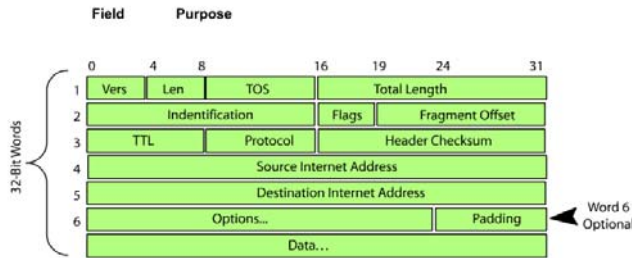 Field Purpose
0 4 8 16 19 24 31
1 Vers Len TOS Total Length
2 Indentification Flags Fragment Offset
3 TTL Protocol Header Checksum
4 Source Internet Address
5 Destination Internet Address
6 Options... Padding
Data...
32-Bit Words
Word 6
Optional